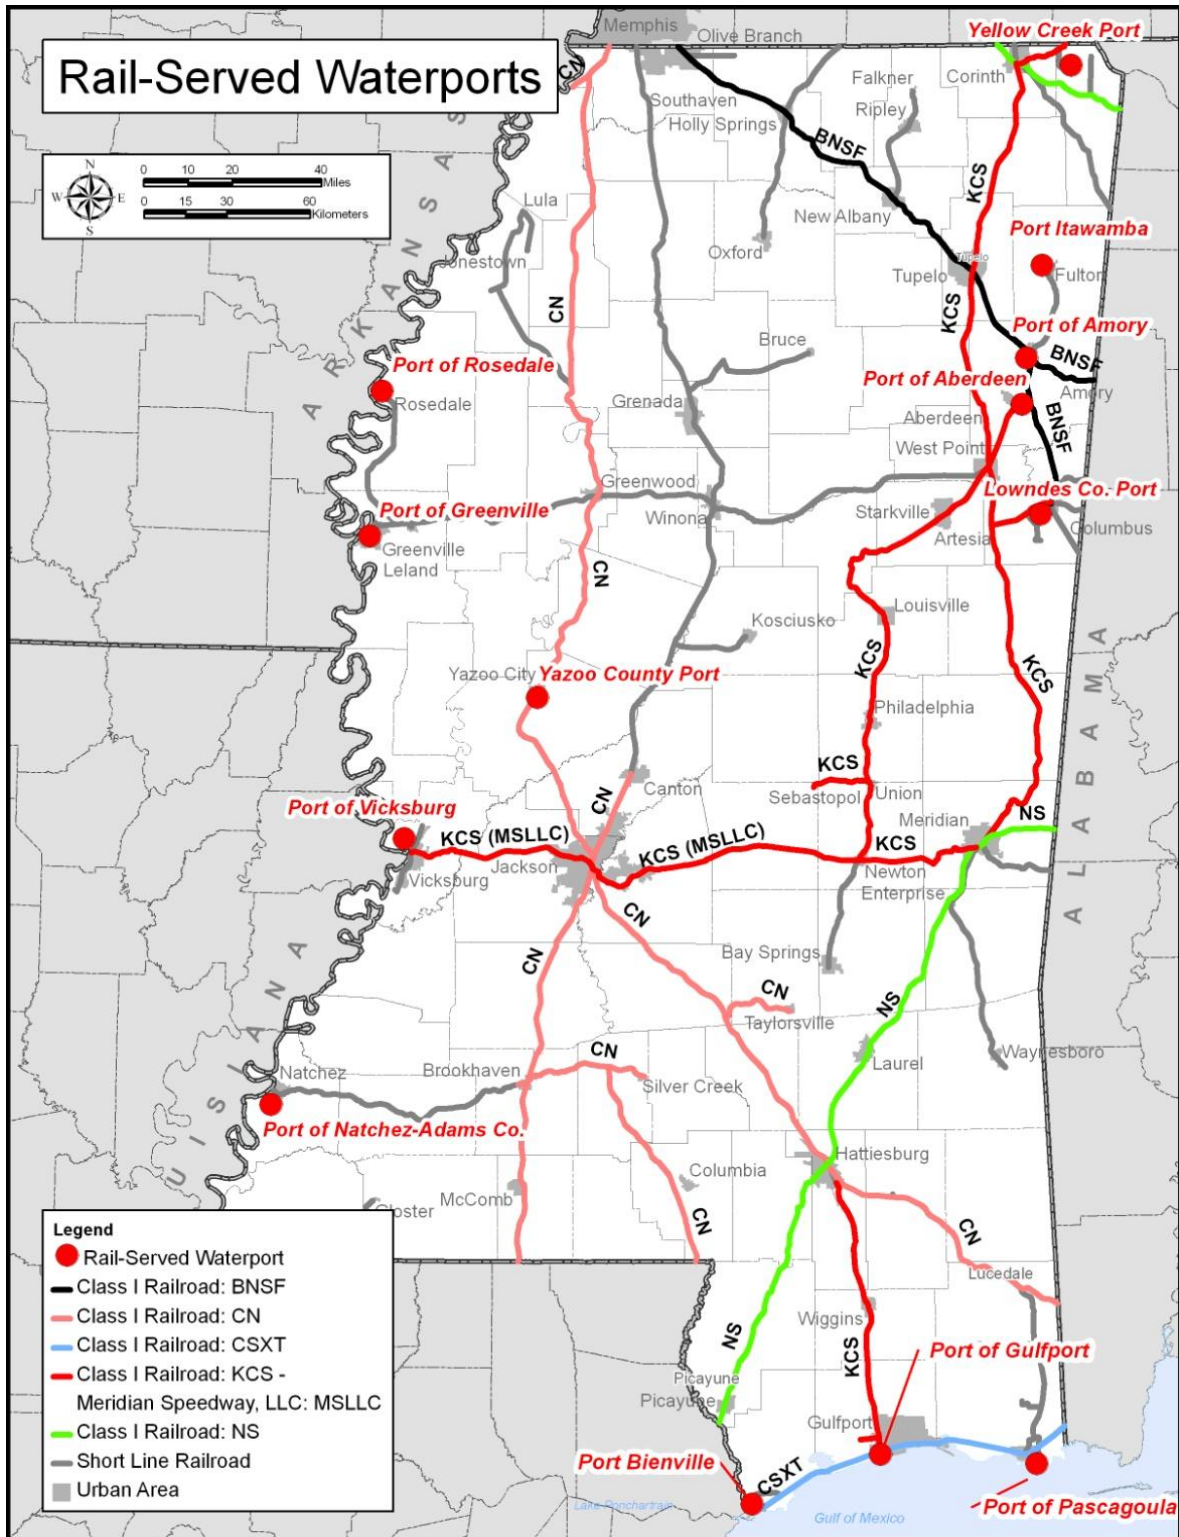 Rail-Served Waterports
N
W E
S
0 10 20 40
Miles
0 15 30 60
Kilometers
Memphis
Olive Branch
Yellow Creek Port
CN
Corinth
Falkner
Ripley
Southaven
Holly Springs
BNSF
KCS
ARKANSAS
Lula
New Albany
Port Itawamba
Oxford
Jonestown
Tupelo
Tupelo
Fulton
CN
KCS
Port of Amory
Bruce
BNSF
Port of Rosedale
Port of Aberdeen
Amory
Rosedale
Grenada
Aberdeen
BNSF
West Point
Greenwood
Lowndes Co. Port
Port of Greenville
Winona
Starkville
Columbus
Artesia
Greenville
Leland
CN
Louisville
Kosciusko
KCS
KCS
ALABAMA
Yazoo City
Yazoo County Port
Philadelphia
KCS
CN
Canton
Sebastopol
Union
Port of Vicksburg
Meridian
NS
KCS (MSLLC)
KCS (MSLLC)
KCS
Jackson
Vicksburg
Newton
Enterprise
CN
CN
Bay Springs
LOUISIANA
CN
NS
Taylorsville
CN
Laurel
Waynesboro
Natchez
Brookhaven
Silver Creek
Port of Natchez-Adams Co.
Hattiesburg
Columbia
McComb
Closter
CN
CN
Lucedale
Wiggins
NS
KCS
Port of Gulfport
Picayune
Picayune
Gulfport
Port Bienville
CSXT
Port of Pascagoula
Lake Ponchartrain
Gulf of Mexico
Legend
Rail-Served Waterport
Class I Railroad: BNSF
Class I Railroad: CN
Class I Railroad: CSXT
Class I Railroad: KCS -
Meridian Speedway, LLC: MSLLC
Class I Railroad: NS
Short Line Railroad
Urban Area